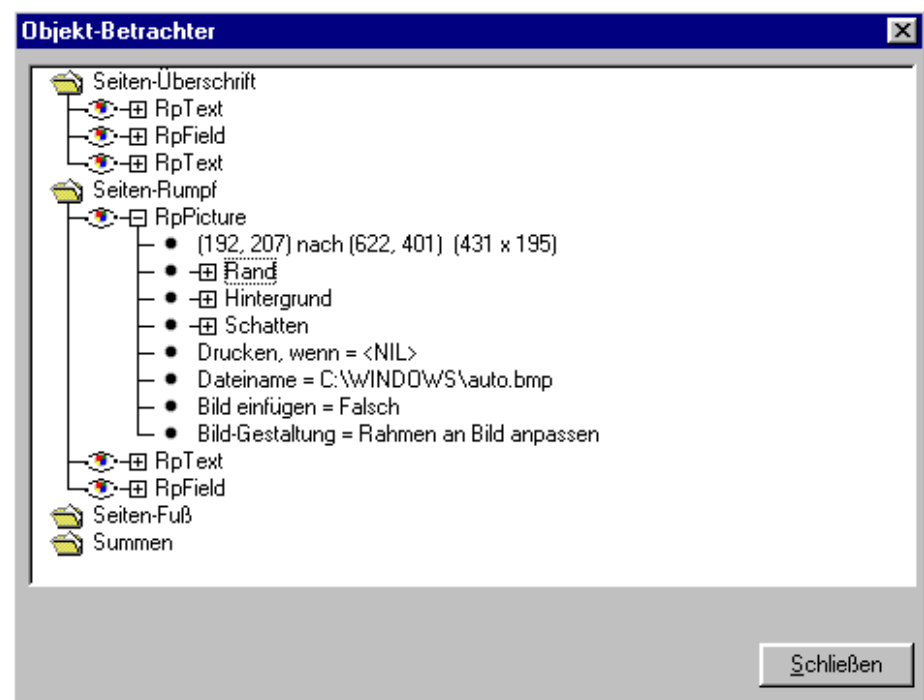 Objekt-Betrachter
Seiten-Überschrift
RpText
RpField
RpText
Seiten-Rumpf
RpPicture
(192, 207) nach (622, 401) (431 x 195)
Rand
Hintergrund
Schatten
Drucken, wenn = <NIL>
Dateiname = C:\WINDOWS\auto.bmp
Bild einfügen = Falsch
Bild-Gestaltung = Rahmen an Bild anpassen
RpText
RpField
Seiten-Fuß
Summen
Schließen